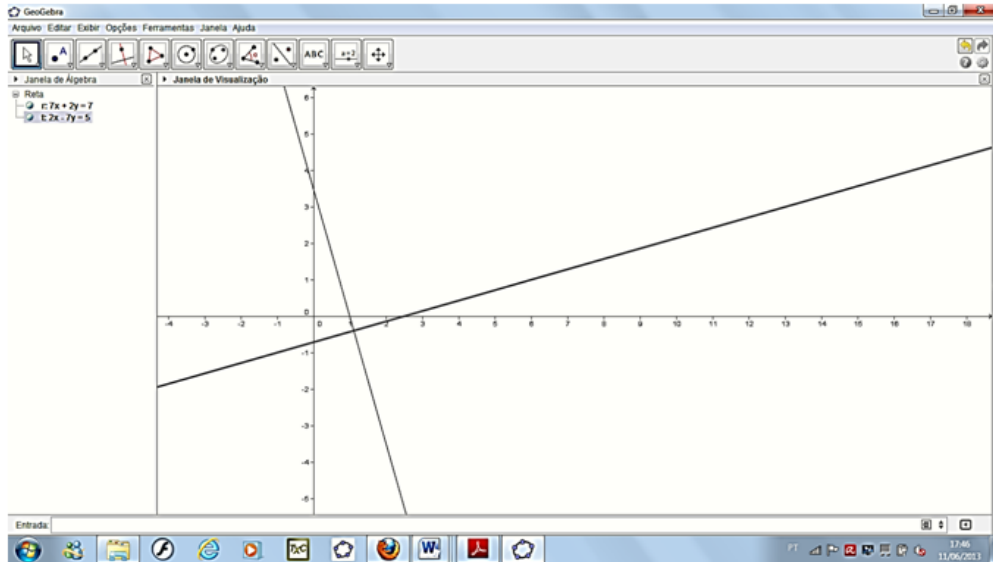 GeoGebra
Arquivo Editar Exibir Opções Ferramentas Janela Ajuda
A
ABC
a=2
Janela de Álgebra
Janela de Visualização
Reta
r: 7x + 2y = 7
t: 2x - 7y = 5
6
5
4
3
2
1
0
-1
-2
-3
-4
-5
-4 -3 -2 -1 0 1 2 3 4 5 6 7 8 9 10 11 12 13 14 15 16 17 18
Entrada:
TXC
W
PT
17:46
11/06/2013